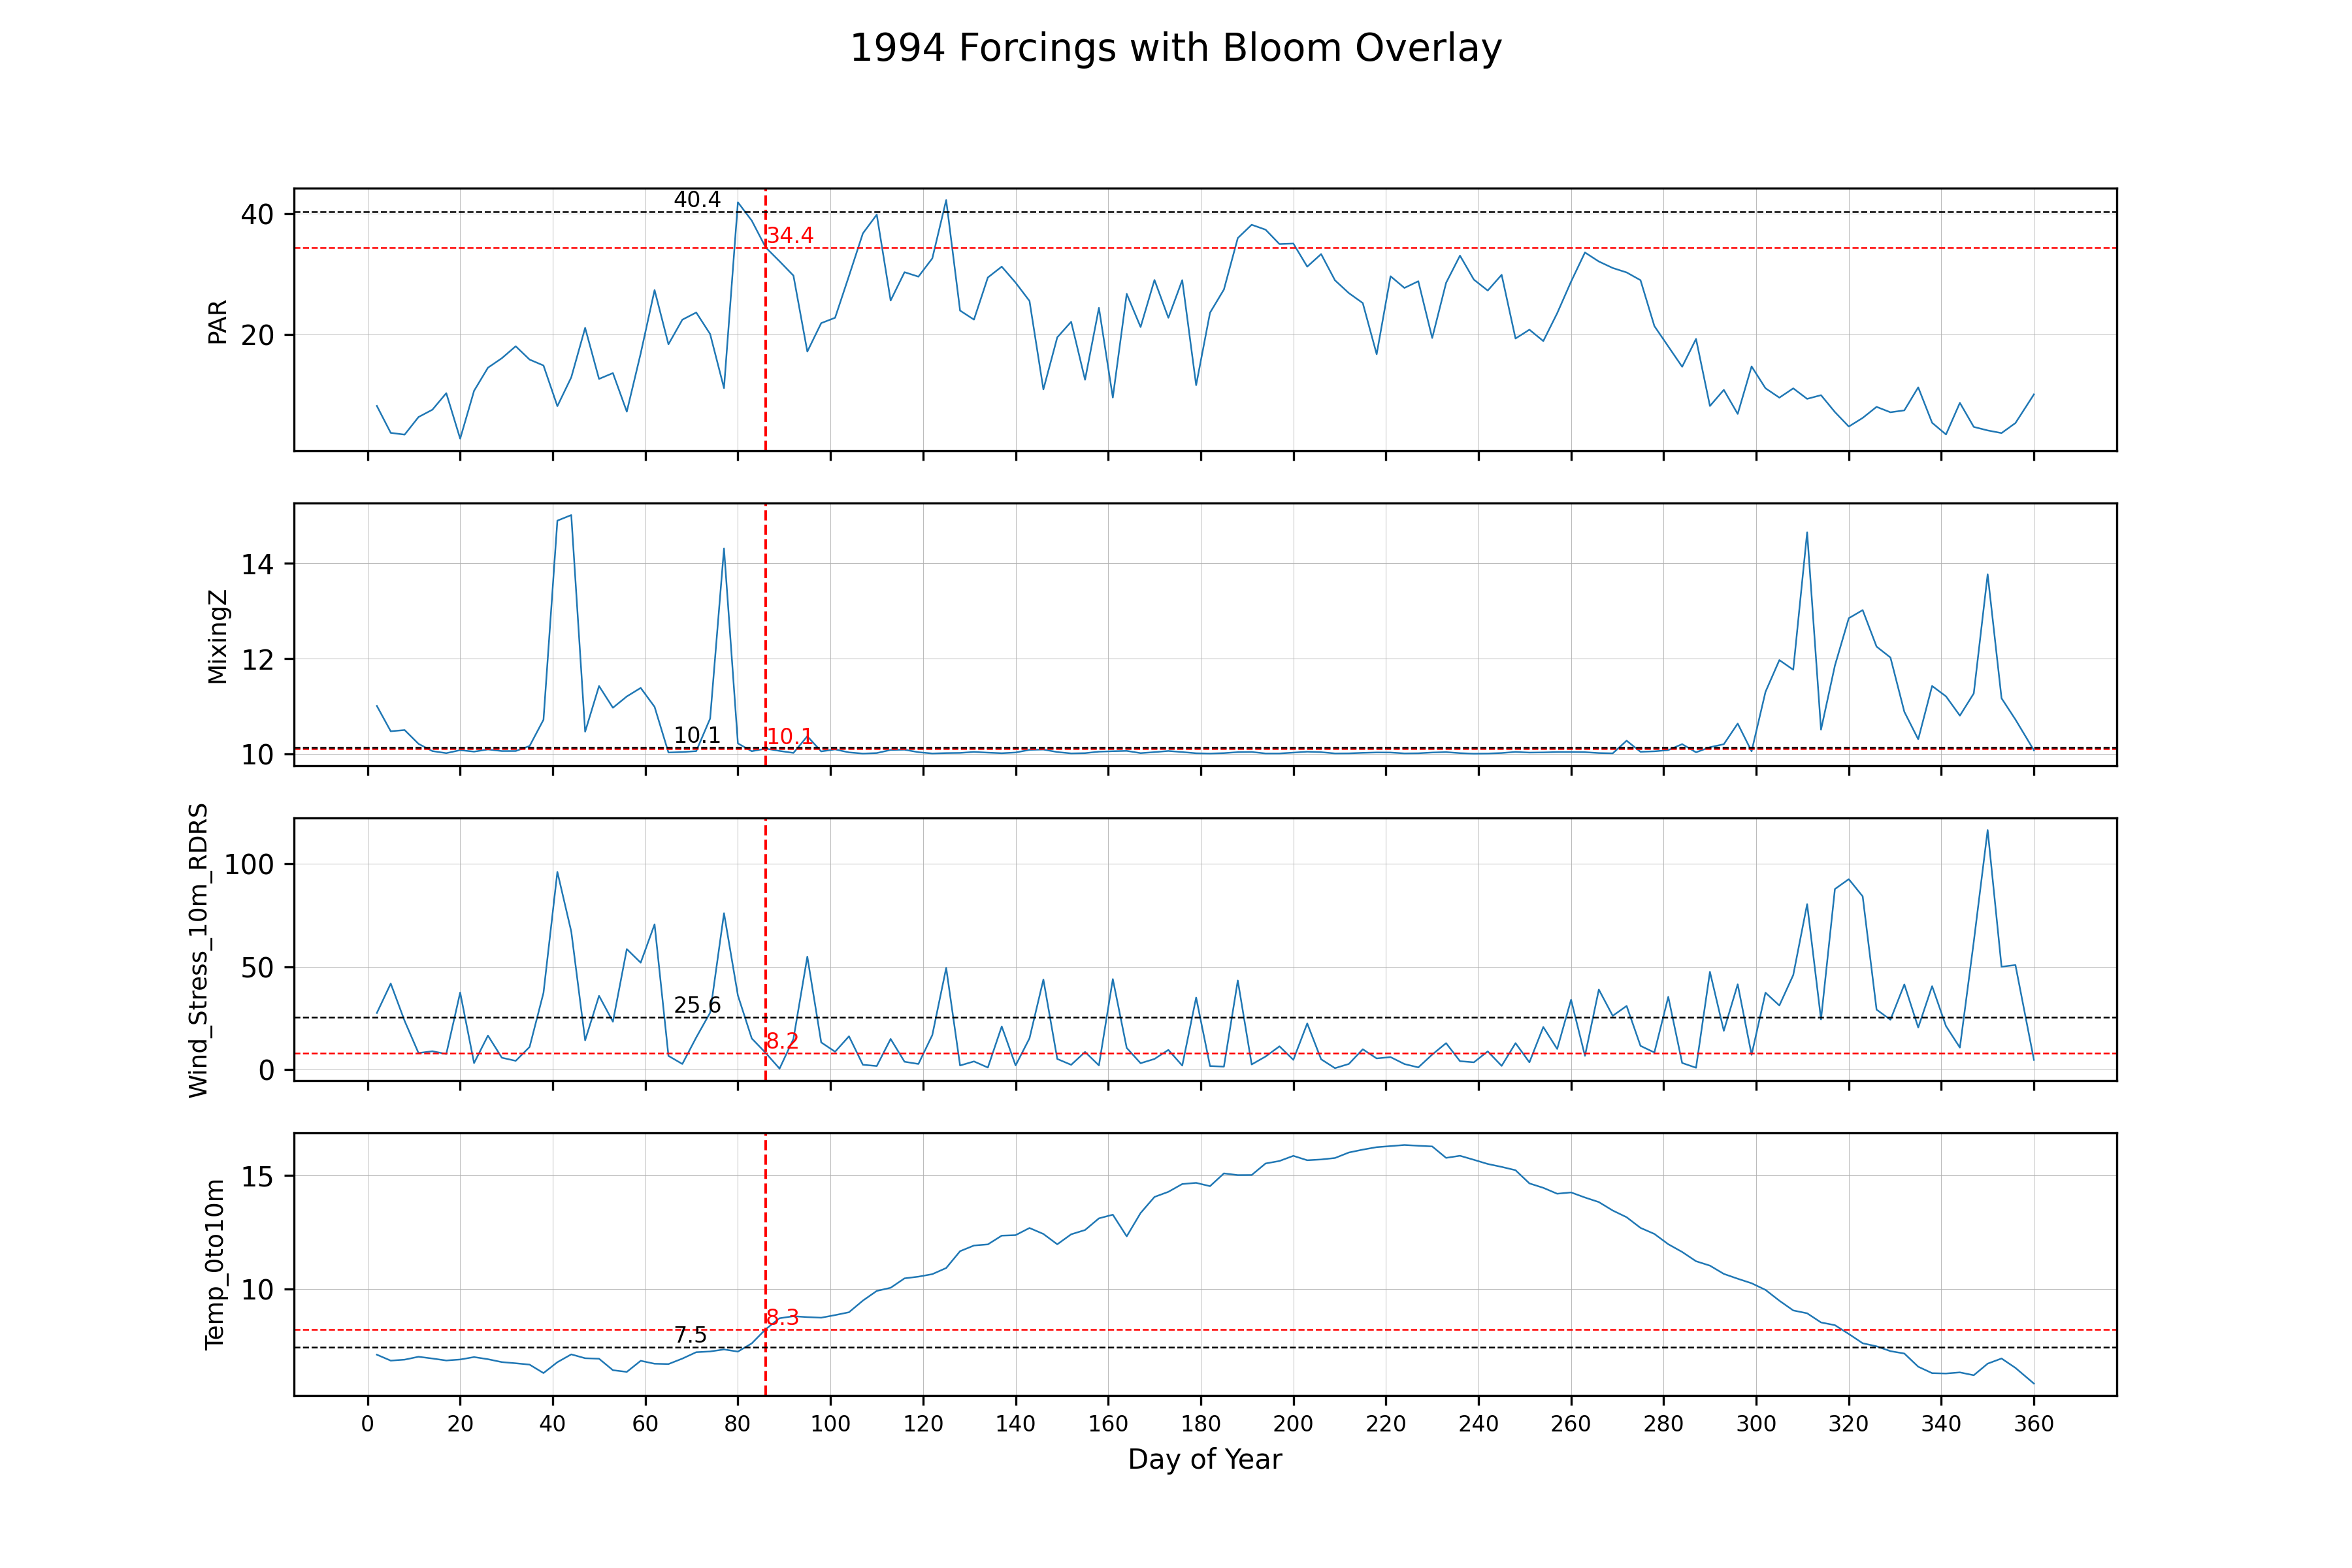 1994 Forcings with Bloom Overlay
PAR
40
20
40.4
34.4
MixingZ
14
12
10
10.1
10.1
Wind_Stress_10m_RDRS
100
50
0
25.6
8.2
Temp_0to10m
15
10
8.3
7.5
0 20 40 60 80 100 120 140 160 180 200 220 240 260 280 300 320 340 360
Day of Year